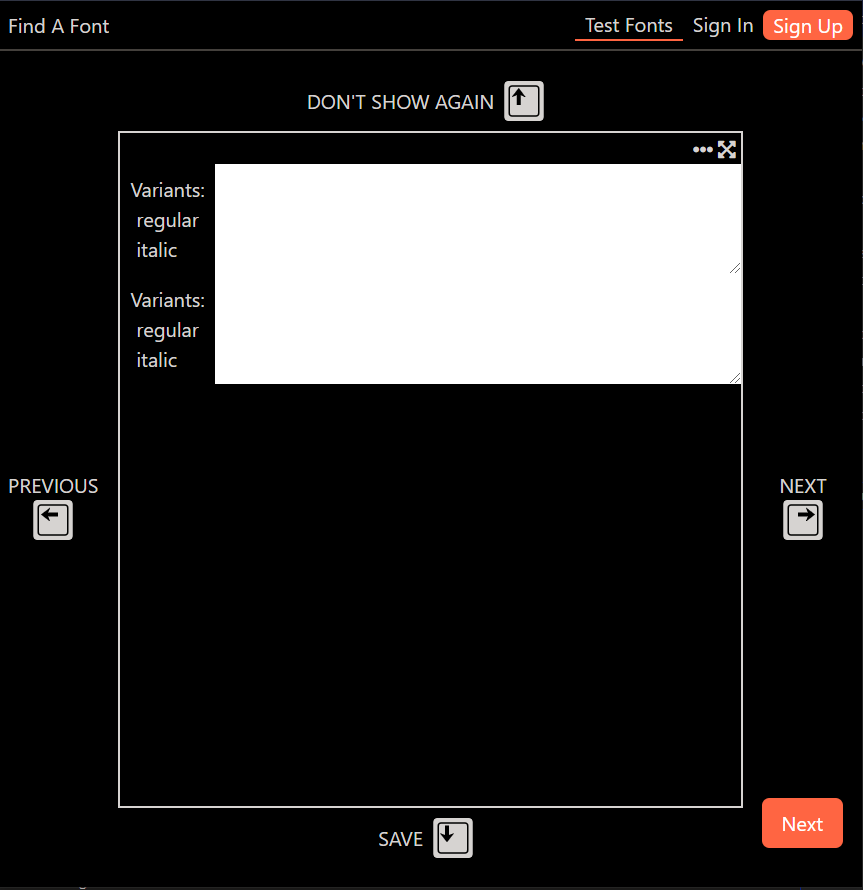 Find A Font
Test Fonts
Sign In
Sign Up
DON'T SHOW AGAIN
Variants:
regular
italic
Variants:
regular
italic
PREVIOUS
NEXT
SAVE
Next